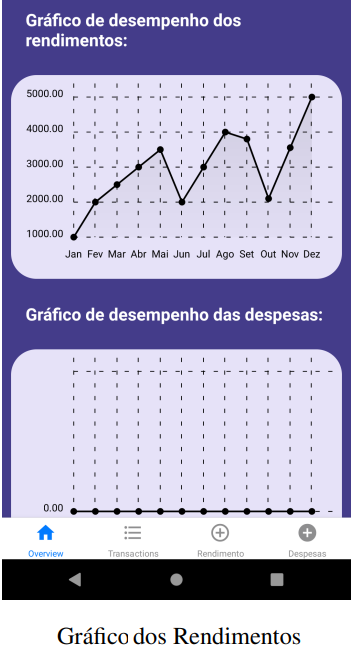 Gráfico de desempenho dos
rendimentos:
5000.00
4000.00
3000.00
2000.00
1000.00
Jan Fev Mar Abr Mai Jun Jul Ago Set Out Nov Dez
Gráfico de desempenho das despesas:
0.00
Overview Transactions Rendimento Despesas
Gráfico dos Rendimentos